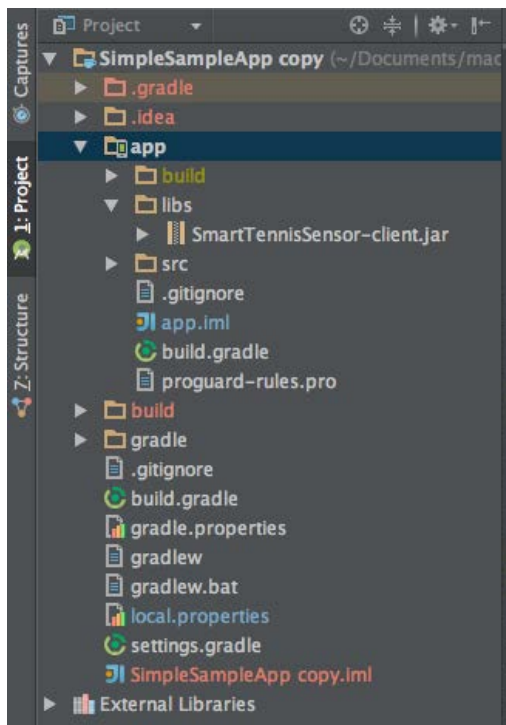 Project
SimpleSampleApp copy (~/Documents/mac
.gradle
.idea
app
build
libs
SmartTennisSensor-client.jar
src
.gitignore
app.iml
build.gradle
proguard-rules.pro
build
gradle
.gitignore
build.gradle
gradle.properties
gradlew
gradlew.bat
local.properties
settings.gradle
SimpleSampleApp copy.iml
External Libraries
Captures
1: Project
Z: Structure